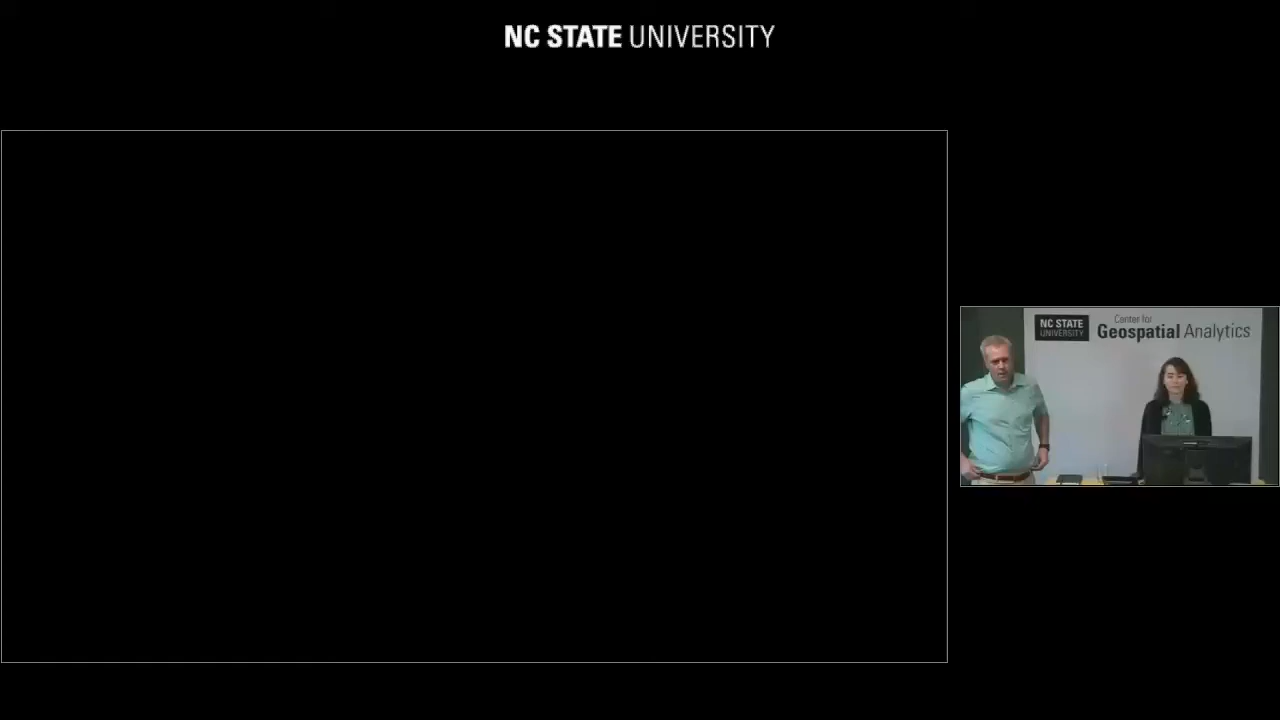 NC STATE UNIVERSITY
NC STATE
UNIVERSITY
Center for
Geospatial Analytics